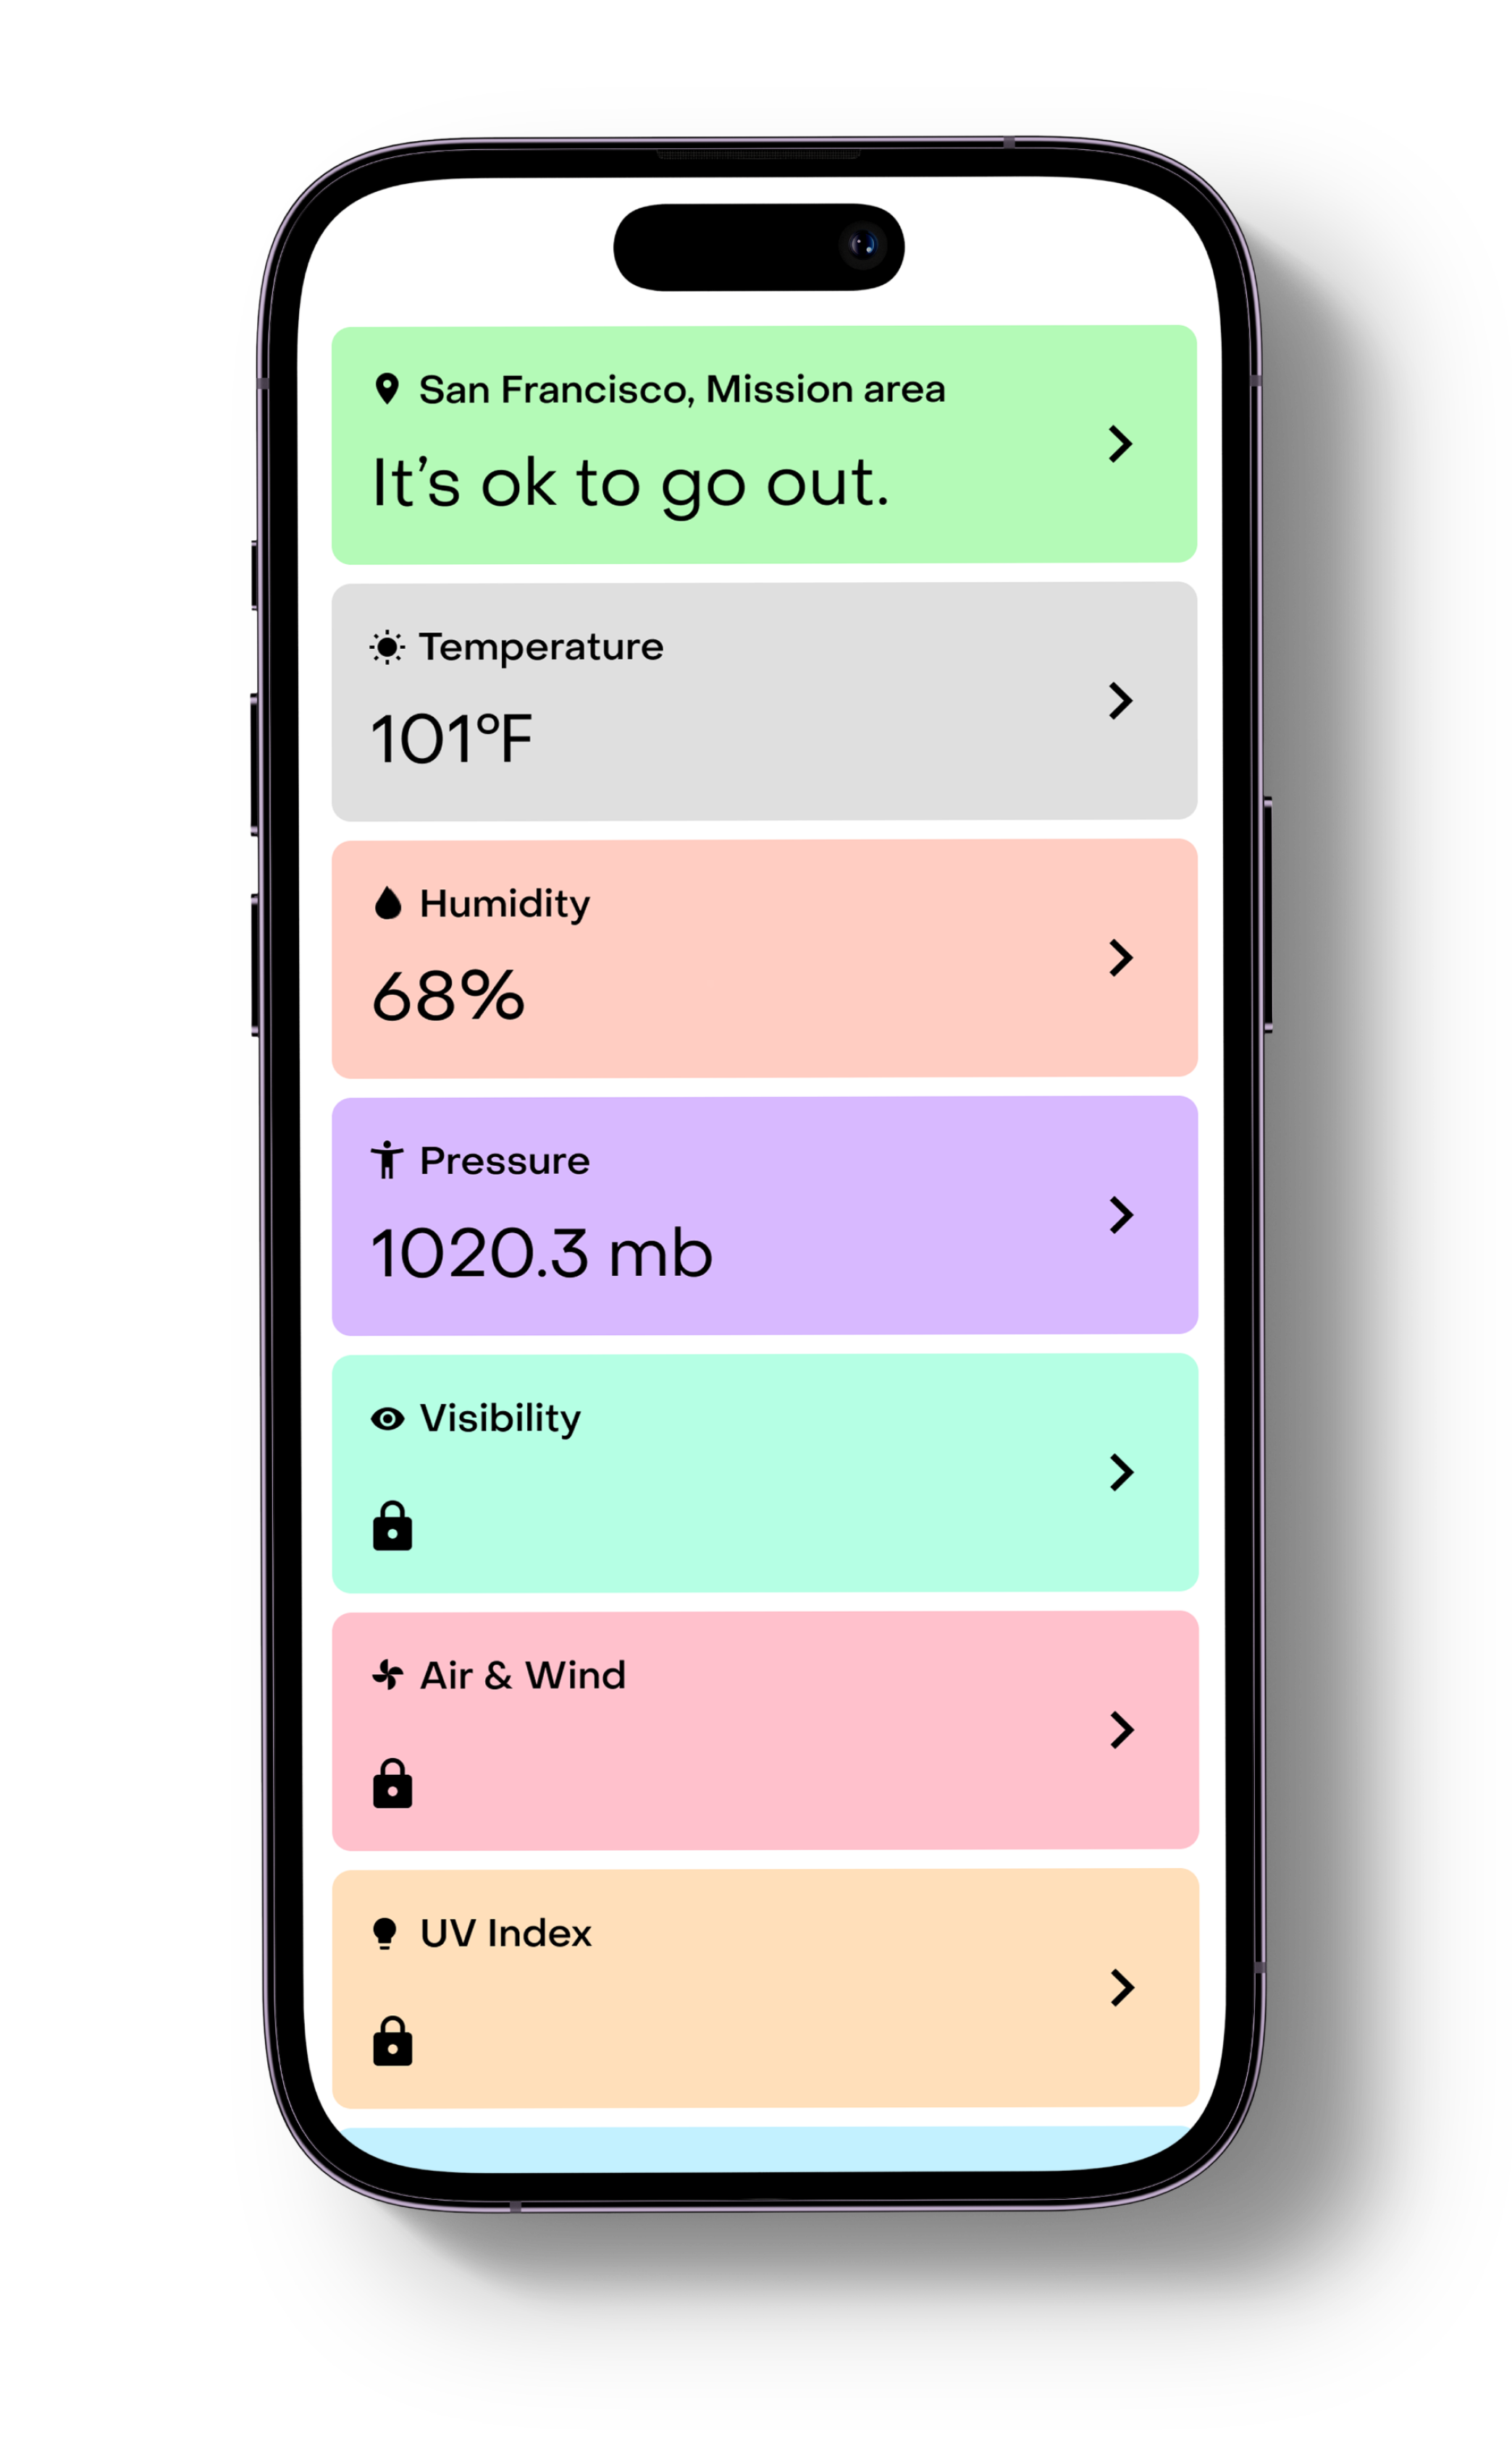 San Francisco, Mission area
It’s ok to go out.
Temperature
101°F
Humidity
68%
Pressure
1020.3 mb
Visibility
Air & Wind
UV Index